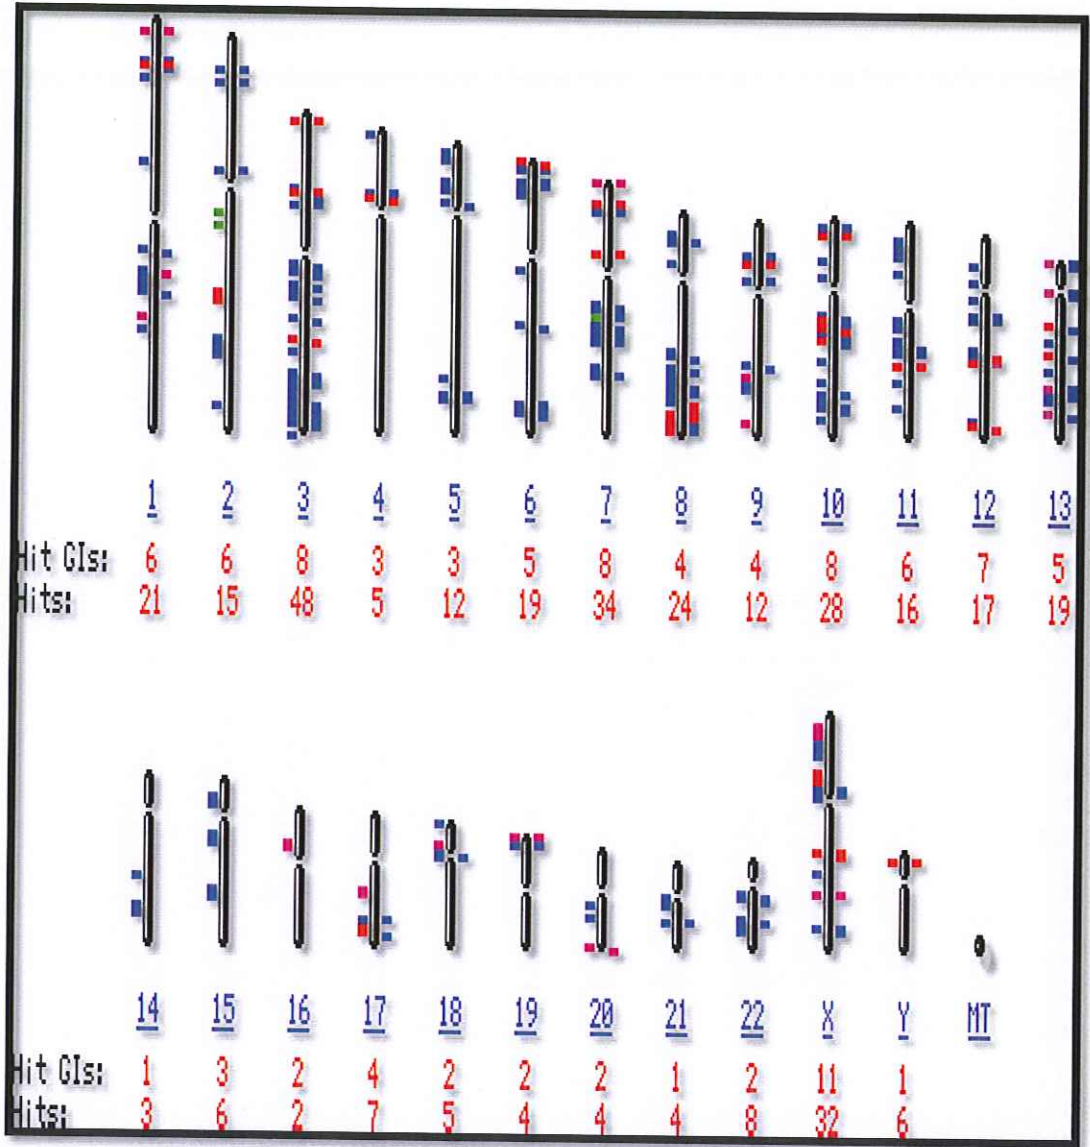 1 2 3 4 5 6 7 8 9 10 11 12 13
Hit GIs: 6 6 8 3 3 5 8 4 4 8 6 7 5
Hits: 21 15 48 5 12 19 34 24 12 28 16 17 19
14 15 16 17 18 19 20 21 22 X Y MT
Hit GIs: 1 3 2 4 2 2 2 1 2 11 1
Hits: 3 6 2 7 5 4 4 4 8 32 6